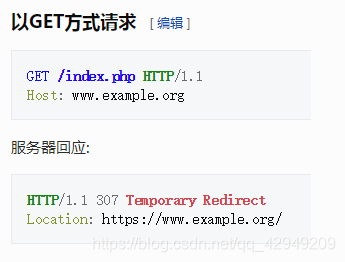 以GET方式请求 [编辑]
GET /index.php HTTP/1.1
Host: www.example.org
服务器回应:
HTTP/1.1 307 Temporary Redirect
Location: https://www.example.org/
https://blog.csdn.net/qq_42949209